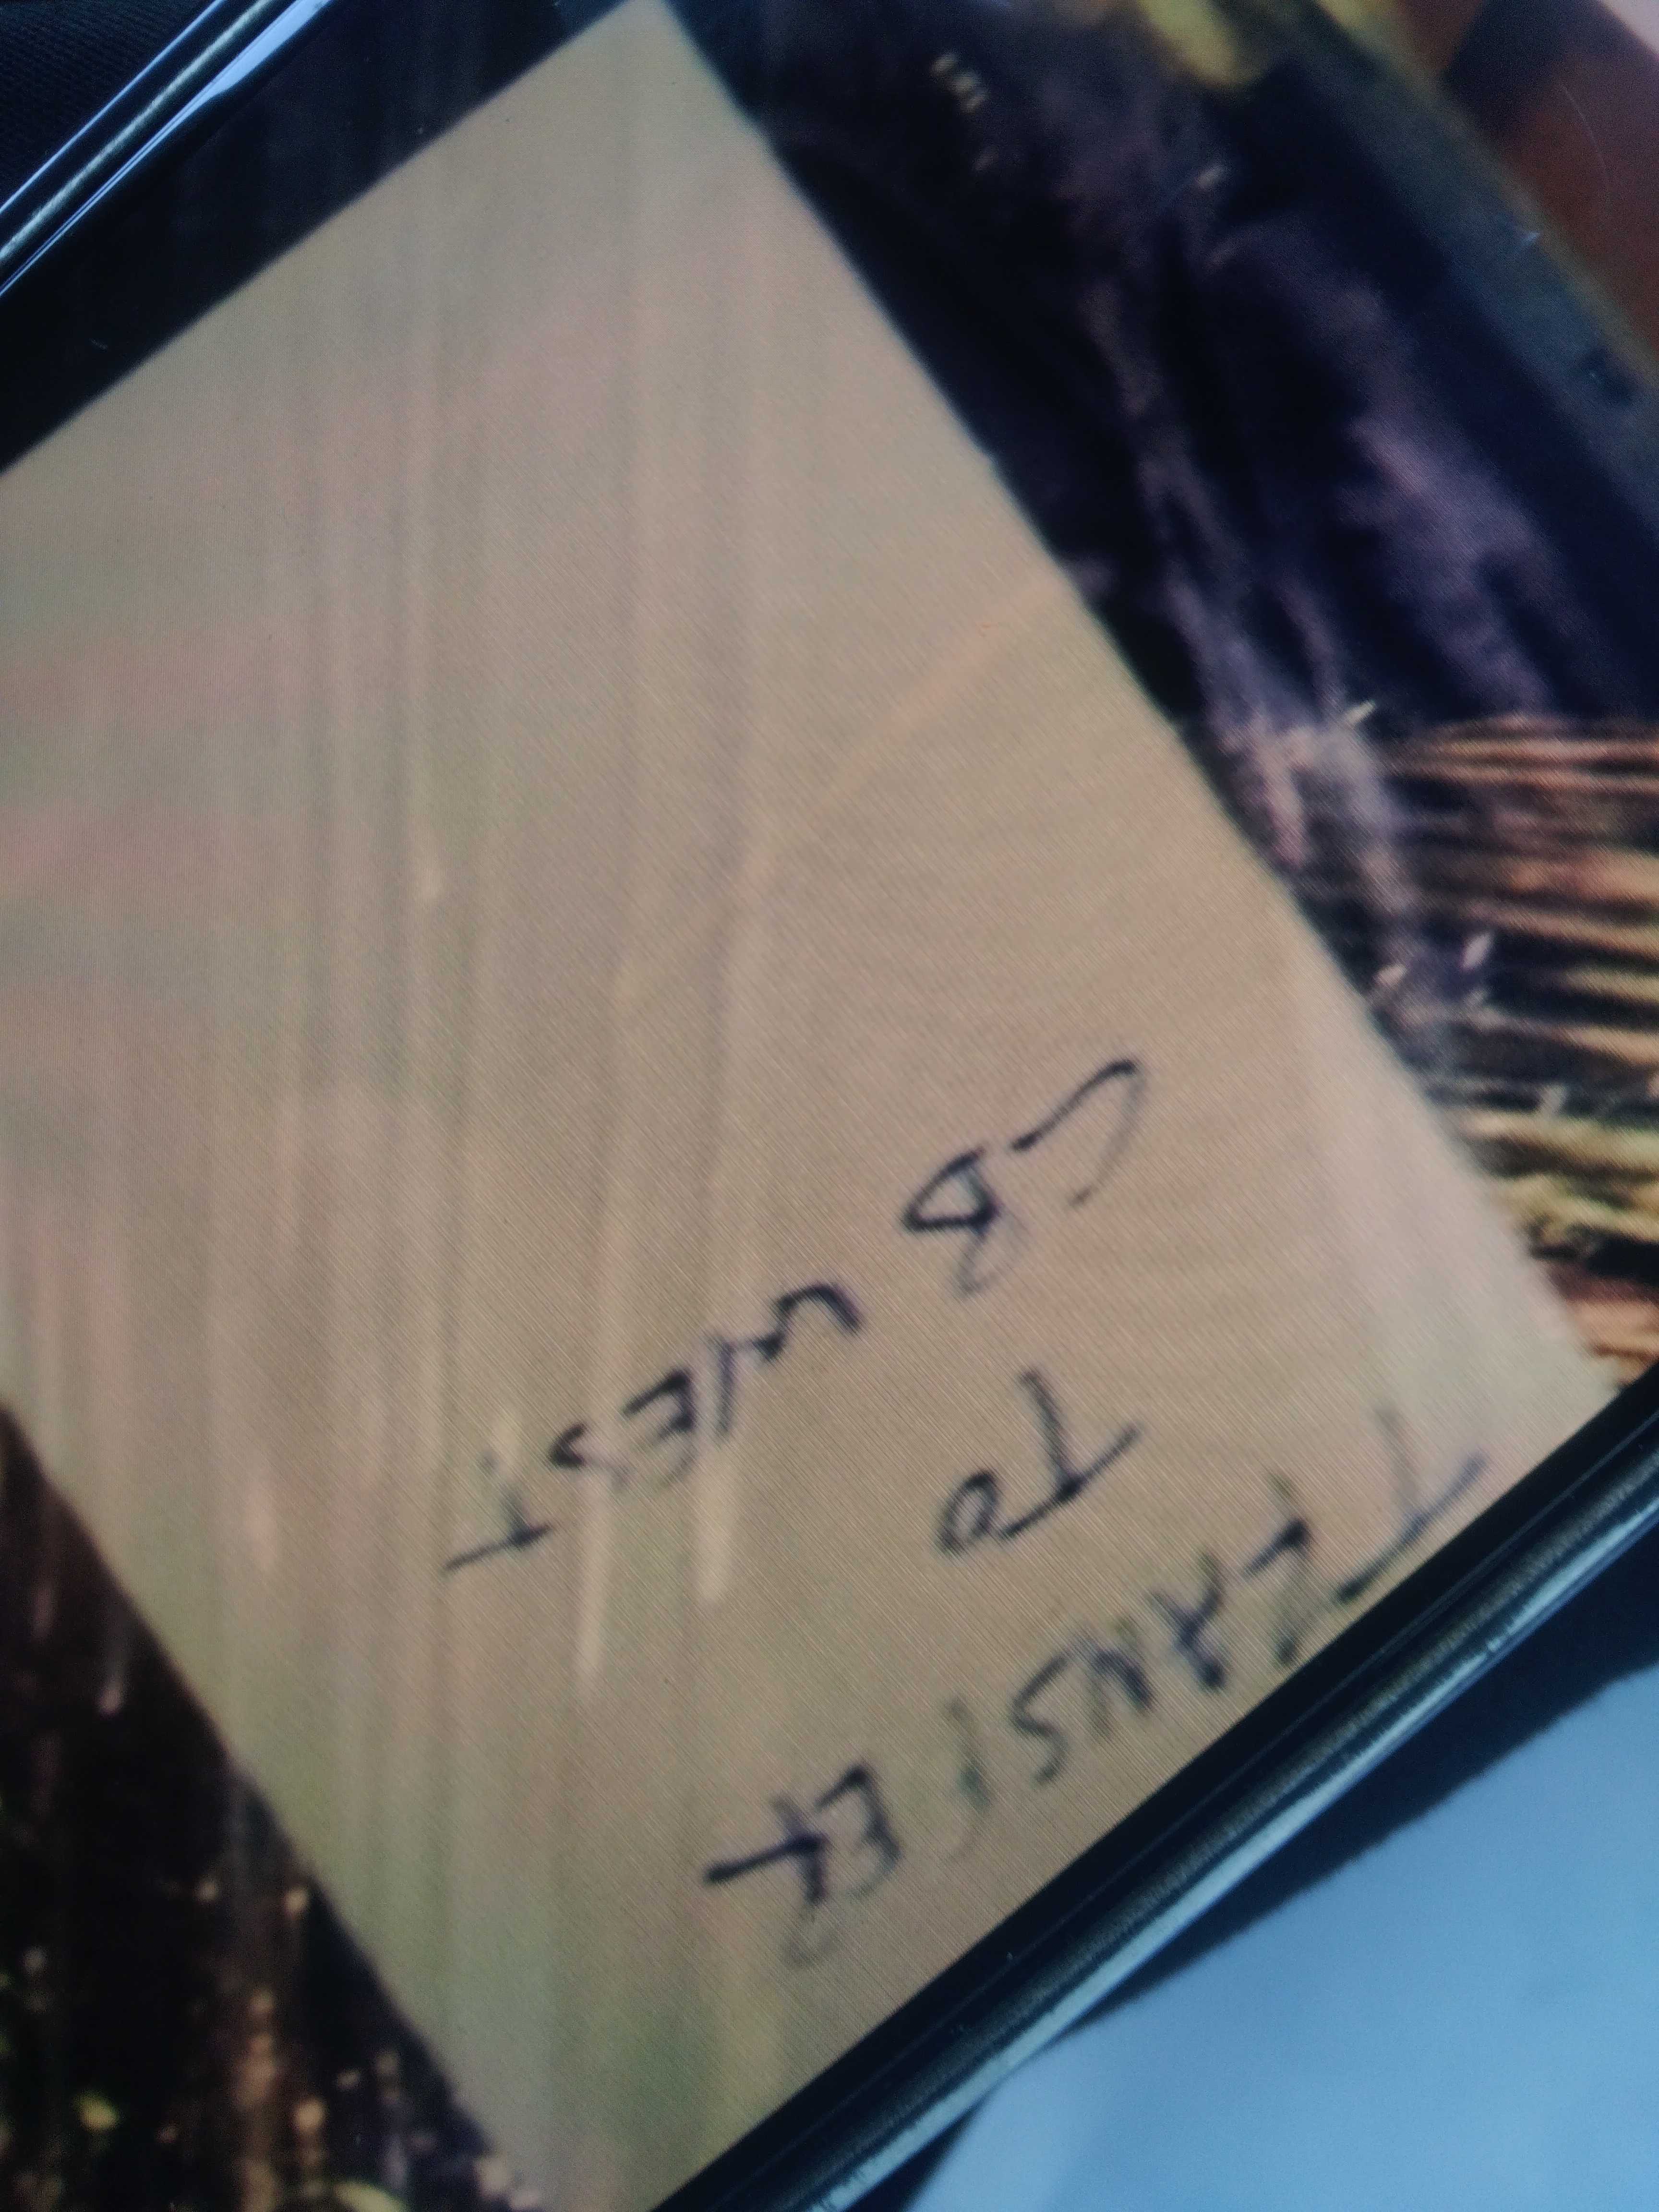 TRANSFER
TO
CB WEST